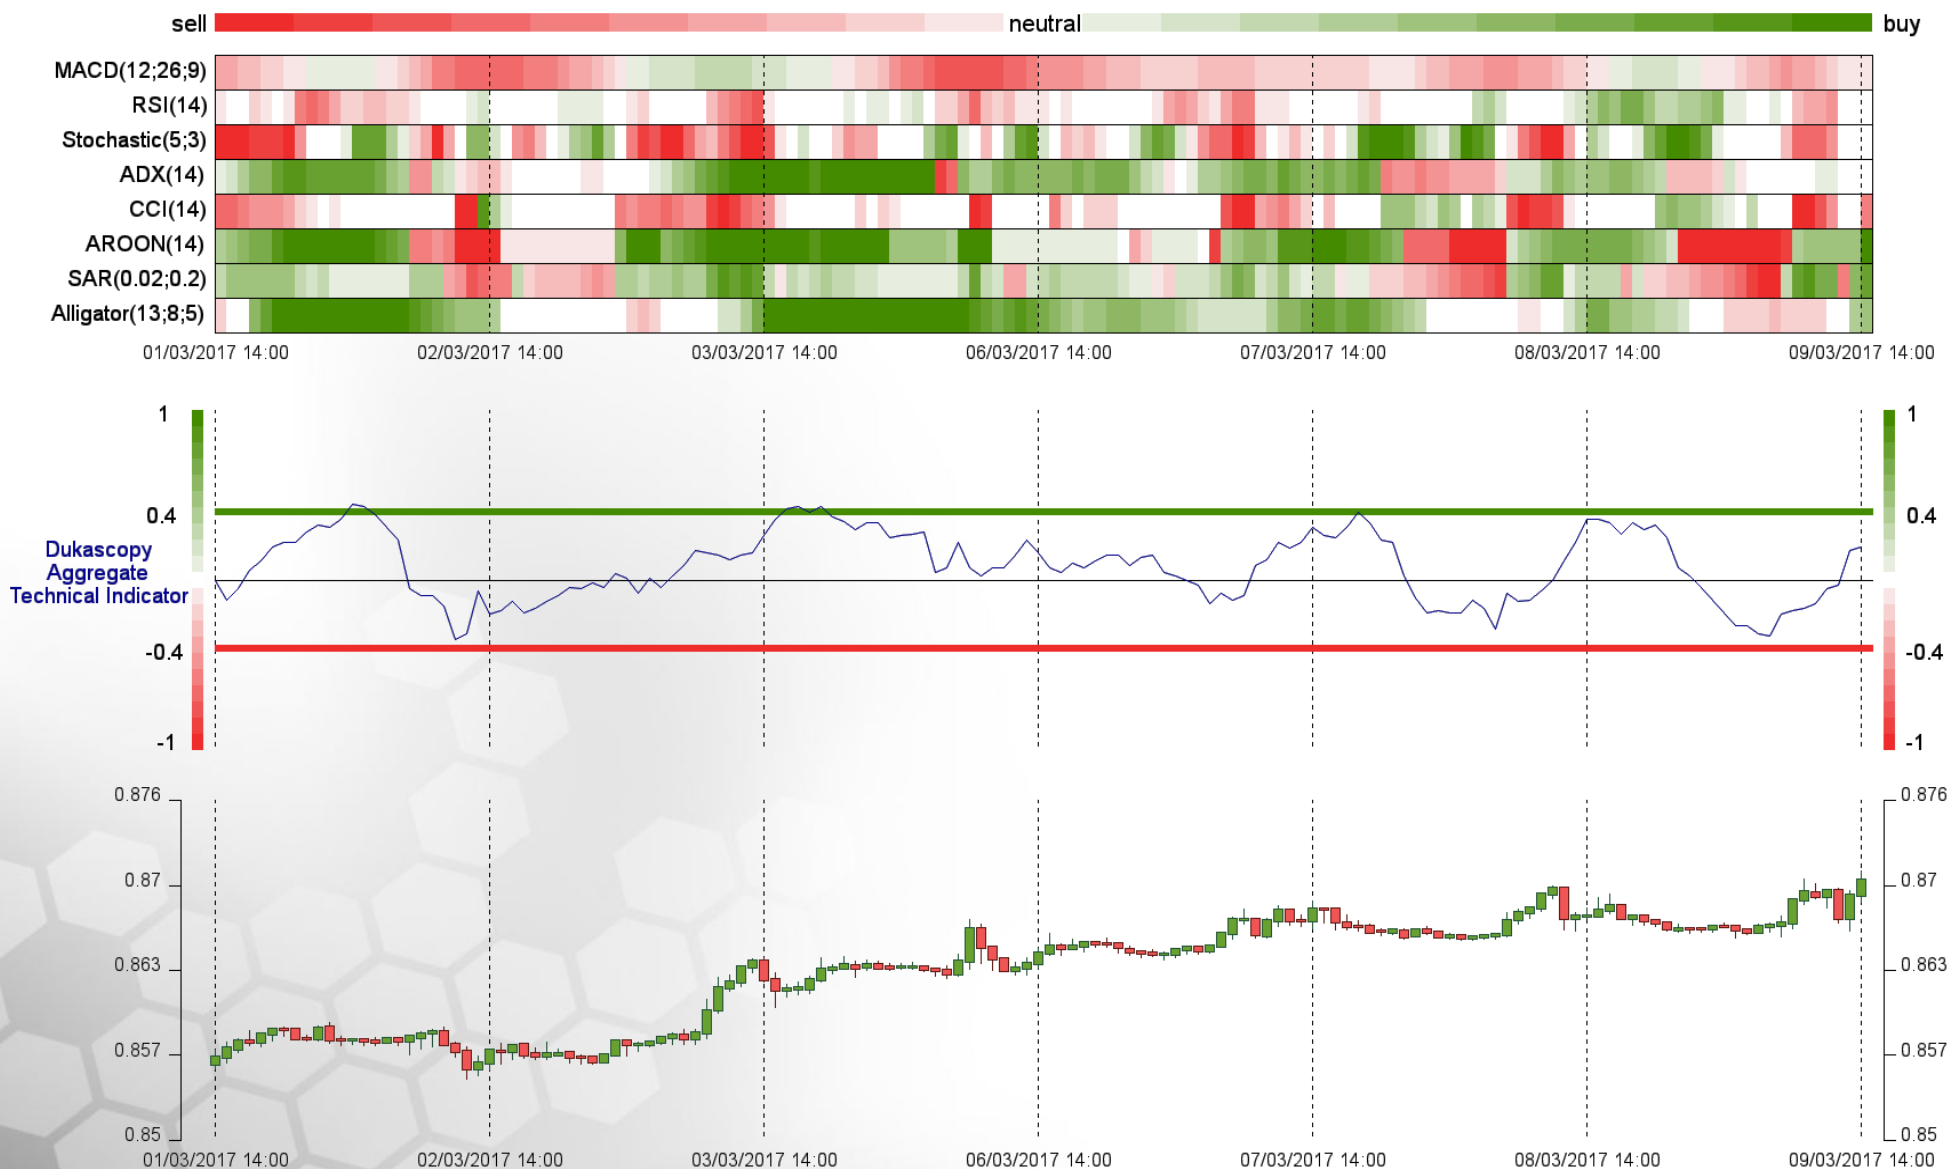 sell neutral buy
MACD(12;26;9)
RSI(14)
Stochastic(5;3)
ADX(14)
CCI(14)
AROON(14)
SAR(0.02;0.2)
Alligator(13;8;5)
01/03/2017 14:00 02/03/2017 14:00 03/03/2017 14:00 06/03/2017 14:00 07/03/2017 14:00 08/03/2017 14:00 09/03/2017 14:00
1 1
0.4 0.4
Dukascopy
Aggregate
Technical Indicator
-0.4 -0.4
-1 -1
0.876 0.876
0.87 0.87
0.863 0.863
0.857 0.857
0.85 0.85
01/03/2017 14:00 02/03/2017 14:00 03/03/2017 14:00 06/03/2017 14:00 07/03/2017 14:00 08/03/2017 14:00 09/03/2017 14:00